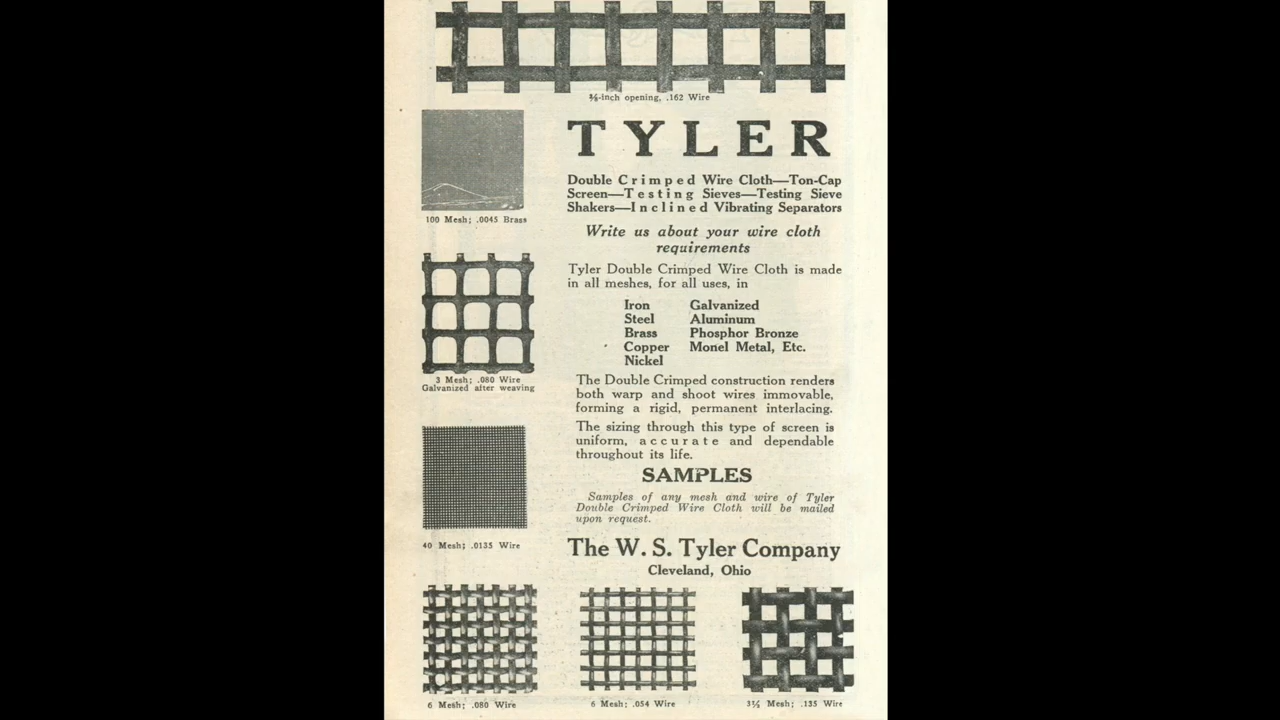 ⅝-inch opening, .162 Wire
TYLER
Double Crimped Wire Cloth—Ton-Cap
Screen—Testing Sieves—Testing Sieve
Shakers—Inclined Vibrating Separators
100 Mesh; .0045 Brass
Write us about your wire cloth
requirements
Tyler Double Crimped Wire Cloth is made
in all meshes, for all uses, in
Iron Galvanized
Steel Aluminum
Brass Phosphor Bronze
Copper Monel Metal, Etc.
Nickel
3 Mesh; .080 Wire
Galvanized after weaving
The Double Crimped construction renders
both warp and shoot wires immovable,
forming a rigid, permanent interlacing.
The sizing through this type of screen is
uniform, accurate and dependable
throughout its life.
SAMPLES
Samples of any mesh and wire of Tyler
Double Crimped Wire Cloth will be mailed
upon request.
40 Mesh; .0135 Wire
The W. S. Tyler Company
Cleveland, Ohio
6 Mesh; .080 Wire
6 Mesh; .054 Wire
3½ Mesh; .135 Wire